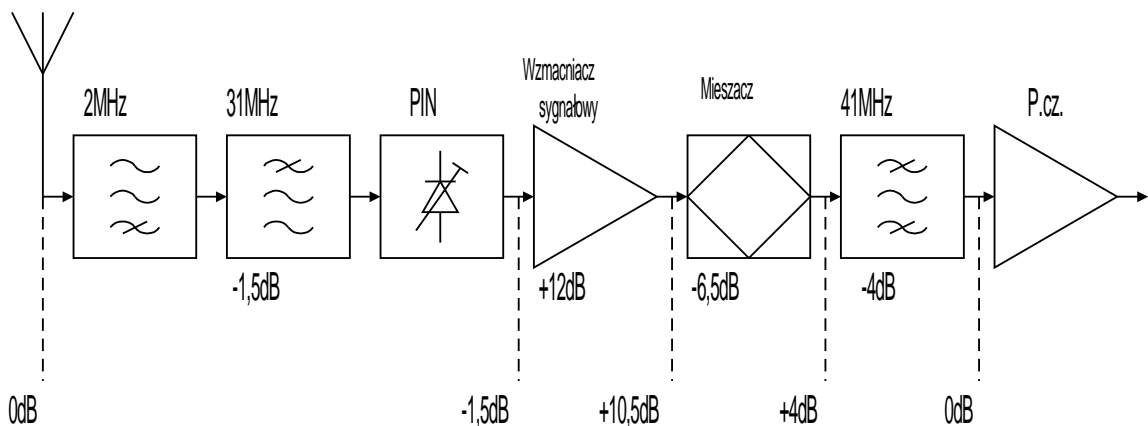 Wzmacniacz
sygnałowy
2MHz
31MHz
PIN
Mieszacz
41MHz
P.cz.
-1,5dB
+12dB
-6,5dB
-4dB
0dB
-1,5dB
+10,5dB
+4dB
0dB